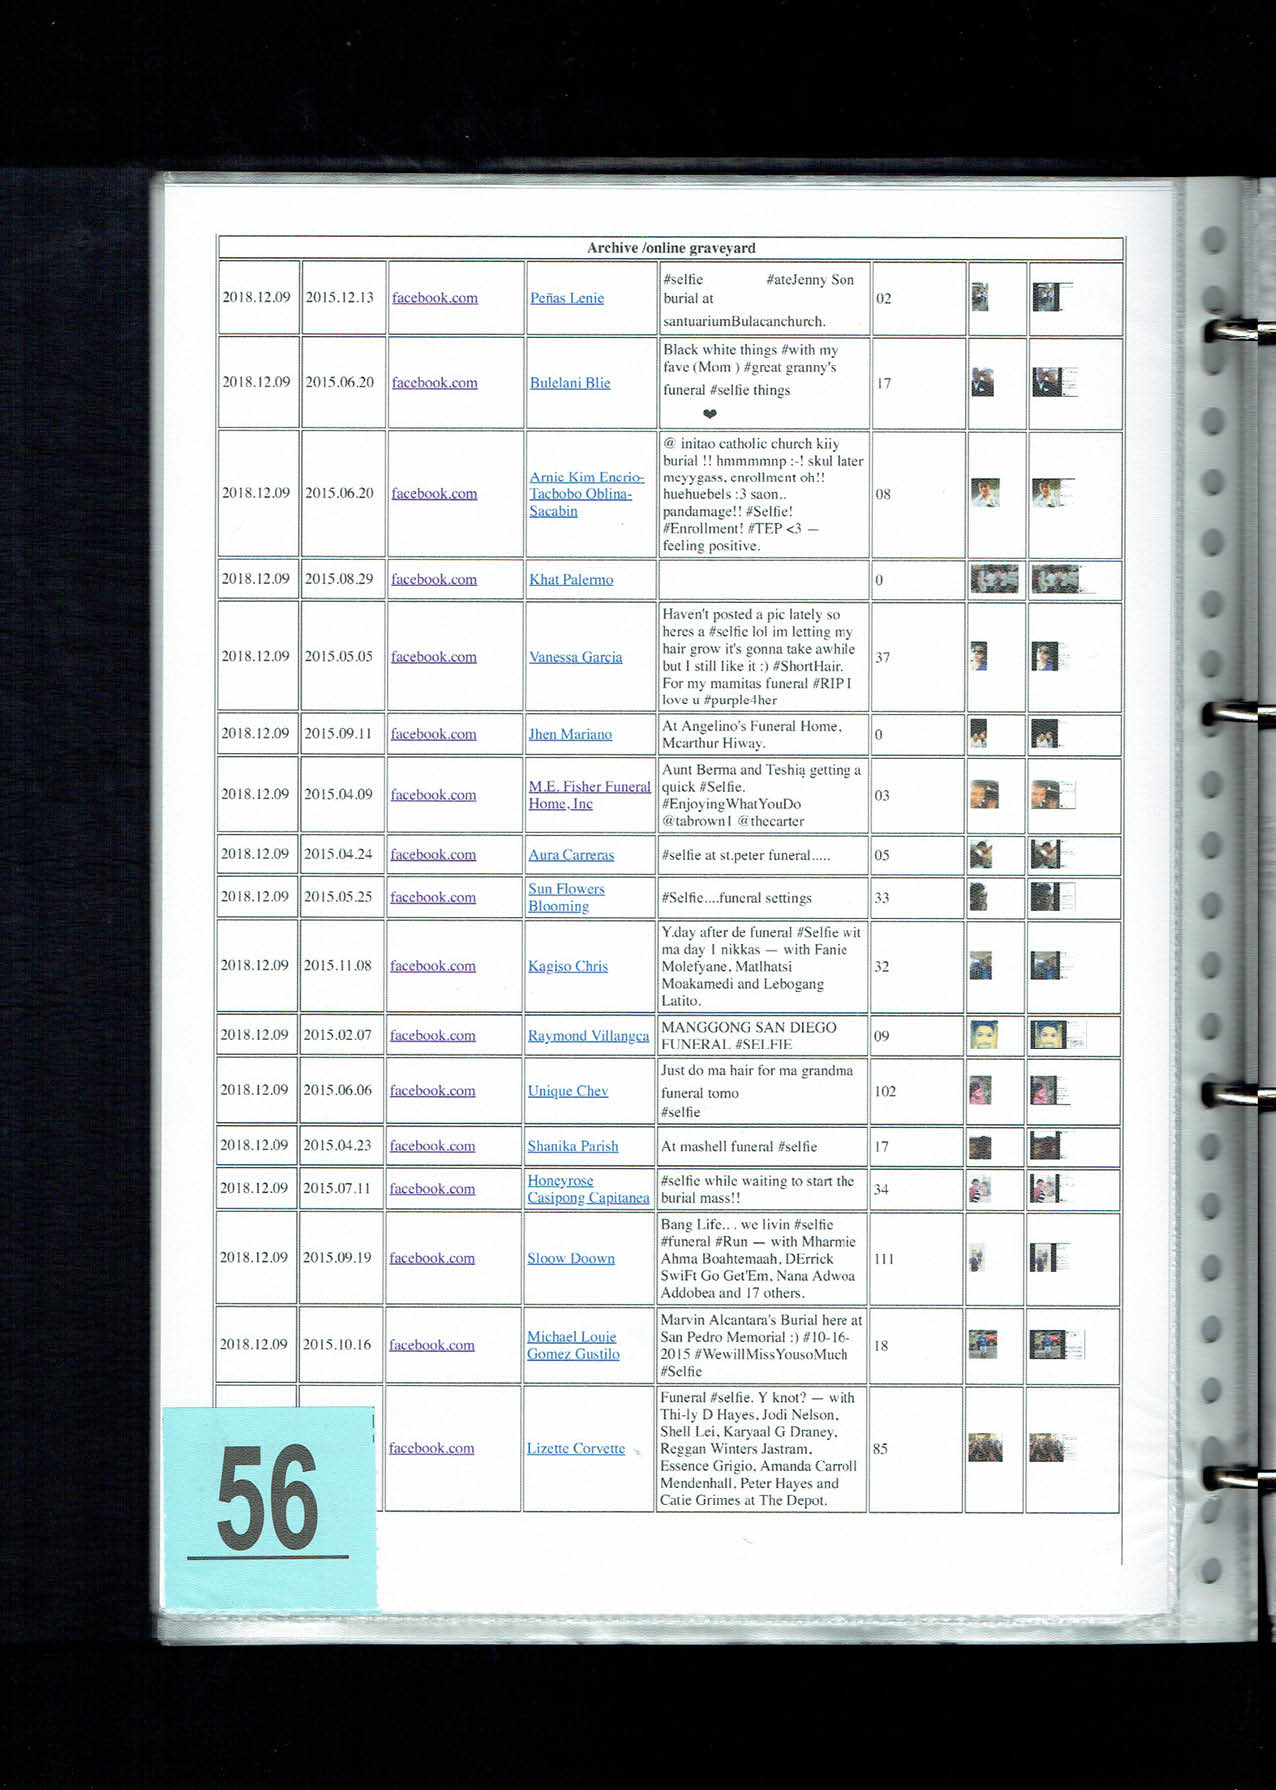 Archive /online graveyard
2018.12.09 2015.12.13 facebook.com Peñas Lenie #selfie #ateJenny Son
burial at
santuariumBulacanchurch. 02
2018.12.09 2015.06.20 facebook.com Bulelani Blie Black white things #with my
fave (Mom ) #great granny's
funeral #selfie things
❤ 17
2018.12.09 2015.06.20 facebook.com Arnie Kim Enerio-
Tacbobo Oblina-
Sacabin @ initao catholic church kiiy
burial !! hmmmmnp :-! skul later
meyygass, enrollment oh!!
huehuebels :3 saon..
pandamage!! #Selfie!
#Enrollment! #TEP <3 —
feeling positive. 08
2018.12.09 2015.08.29 facebook.com Khat Palermo 0
2018.12.09 2015.05.05 facebook.com Vanessa Garcia Haven't posted a pic lately so
heres a #selfie lol im letting my
hair grow it's gonna take awhile
but I still like it :) #ShortHair.
For my mamitas funeral #RIP I
love u #purple4her 37
2018.12.09 2015.09.11 facebook.com Jhen Mariano At Angelino's Funeral Home,
Mcarthur Hiway. 0
2018.12.09 2015.04.09 facebook.com M.E. Fisher Funeral
Home, Inc Aunt Berma and Teshia getting a
quick #Selfie.
#EnjoyingWhatYouDo
@tabrown1 @thecarter 03
2018.12.09 2015.04.24 facebook.com Aura Carreras #selfie at st.peter funeral..... 05
2018.12.09 2015.05.25 facebook.com Sun Flowers
Blooming #Selfie....funeral settings 33
2018.12.09 2015.11.08 facebook.com Kagiso Chris Y.day after de funeral #Selfie wit
ma day 1 nikkas — with Fanie
Molefyane, Matlhatsi
Moakamedi and Lebogang
Latito. 32
2018.12.09 2015.02.07 facebook.com Raymond Villangca MANGGONG SAN DIEGO
FUNERAL #SELFIE 09
2018.12.09 2015.06.06 facebook.com Unique Chev Just do ma hair for ma grandma
funeral tomo
#selfie 102
2018.12.09 2015.04.23 facebook.com Shanika Parish At mashell funeral #selfie 17
2018.12.09 2015.07.11 facebook.com Honeyrose
Casipong Capitanea #selfie while waiting to start the
burial mass!! 34
2018.12.09 2015.09.19 facebook.com Sloow Doown Bang Life.. . we livin #selfie
#funeral #Run — with Mharmie
Ahma Boahtemaah, DErrick
SwiFt Go Get'Em, Nana Adwoa
Addobea and 17 others. 111
2018.12.09 2015.10.16 facebook.com Michael Louie
Gomez Gustilo Marvin Alcantara's Burial here at
San Pedro Memorial :) #10-16-
2015 #WewillMissYousoMuch
#Selfie 18
facebook.com Lizette Corvette Funeral #selfie. Y knot? — with
Thi-ly D Hayes, Jodi Nelson,
Shell Lei, Karyaal G Draney,
Reggan Winters Jastram,
Essence Grigio, Amanda Carroll
Mendenhall, Peter Hayes and
Catie Grimes at The Depot. 85
56